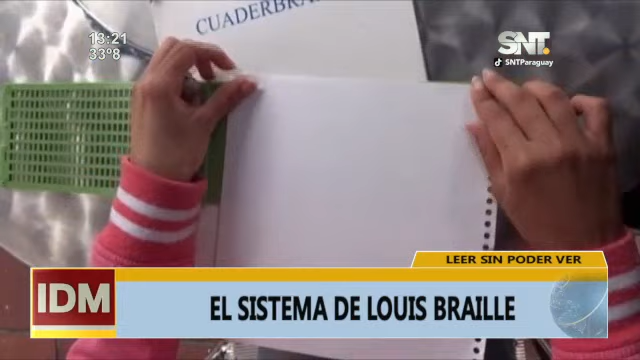 13:21
33°8
CUADERBRA
SNT
SNTParaguay
LEER SIN PODER VER
IDM
EL SISTEMA DE LOUIS BRAILLE